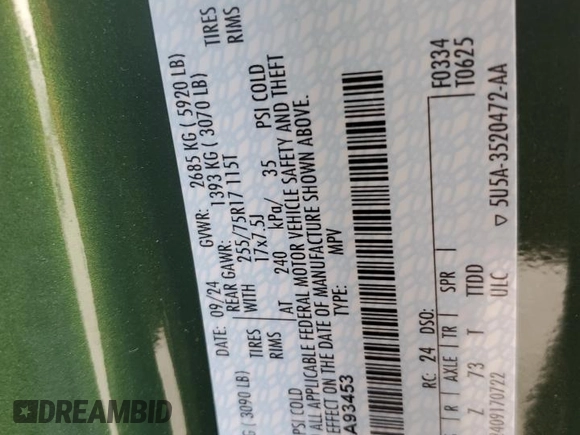 DATE: 09/24 GVWR: 2685 KG ( 5920 LB)
REAR GAWR: 1393 KG ( 3070 LB)
G ( 3090 LB) TIRES WITH 255/75R17 115T TIRES
RIMS 17x7.5J RIMS
PSI COLD AT 240 kPa/ 35 PSI COLD
ALL APPLICABLE FEDERAL MOTOR VEHICLE SAFETY AND THEFT
EFFECT ON THE DATE OF MANUFACTURE SHOWN ABOVE.
A93453 TYPE: MPV
RC: 24 DSO: F0334
R AXLE TR SPR T0625
Z 73 T TTDD
409170722 ULC ▽ 5U5A-3520472-AA
DREAMBID